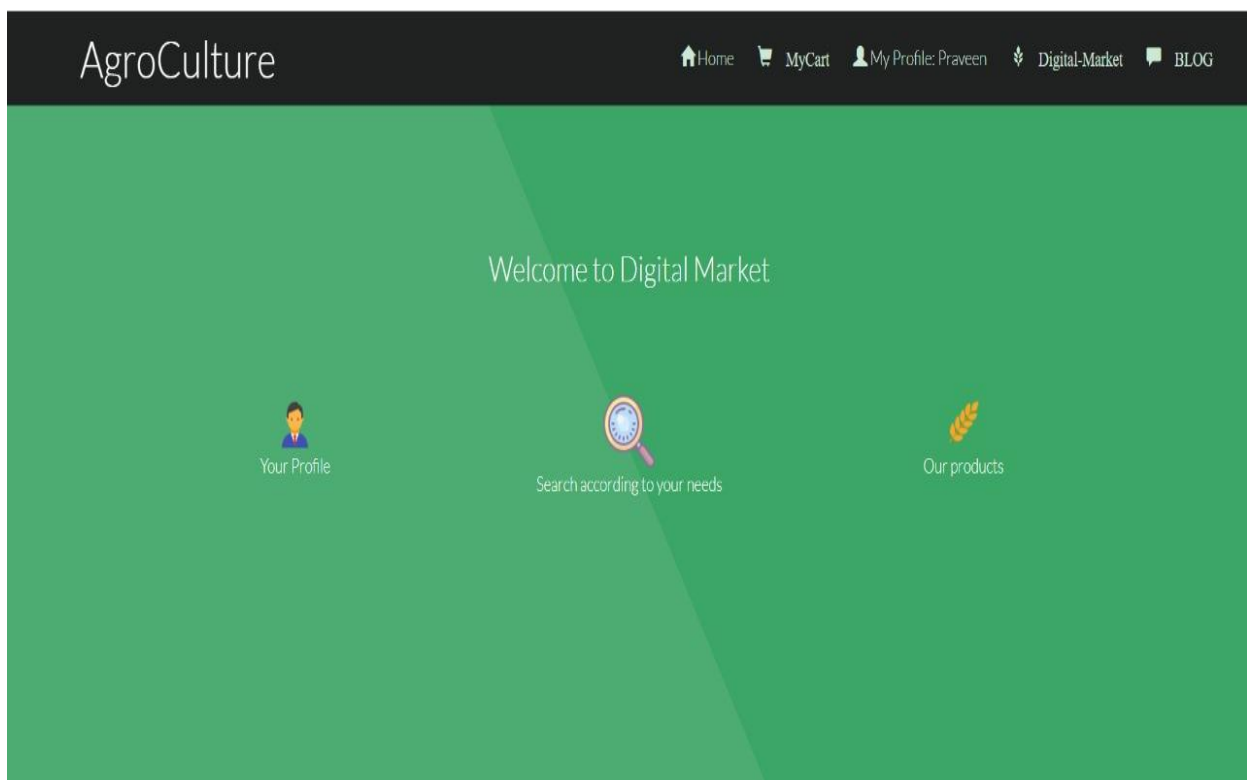 AgroCulture
Home MyCart My Profile: Praveen Digital-Market BLOG
Welcome to Digital Market
Your Profile
Search according to your needs
Our products